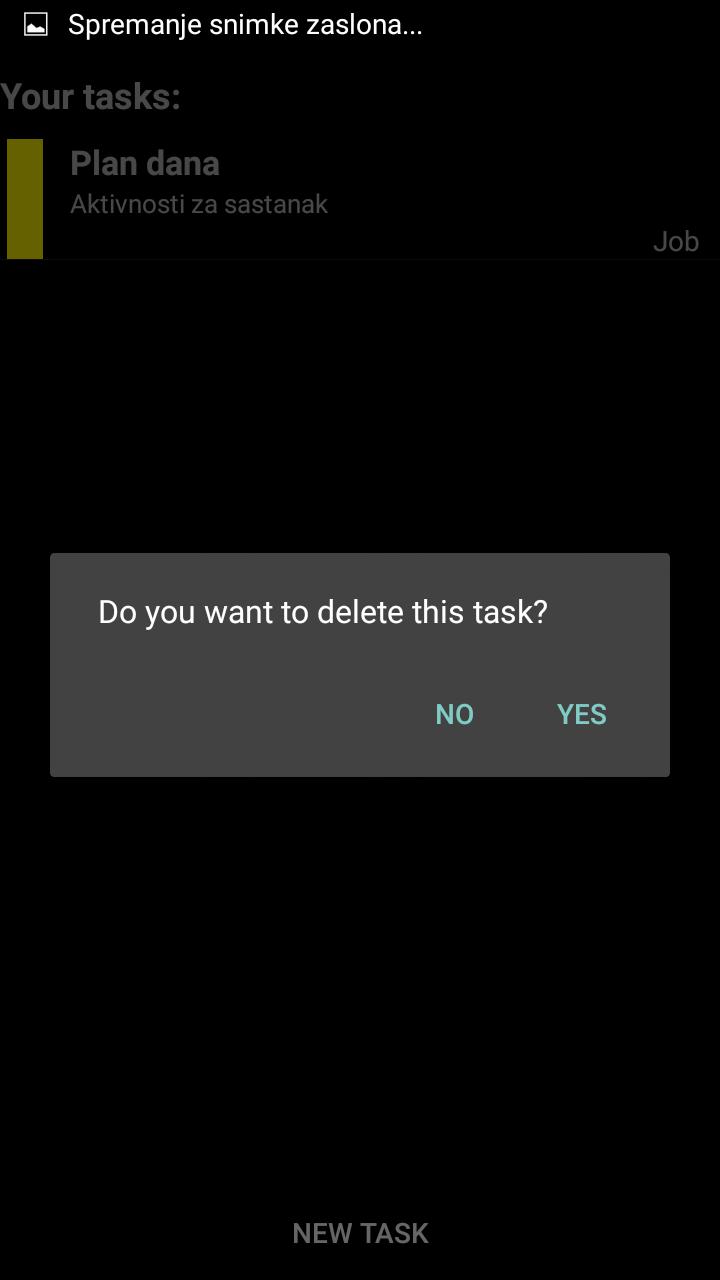 Spremanje snimke zaslona...
Your tasks:
Plan dana
Aktivnosti za sastanak
Job
Do you want to delete this task?
NO YES
NEW TASK